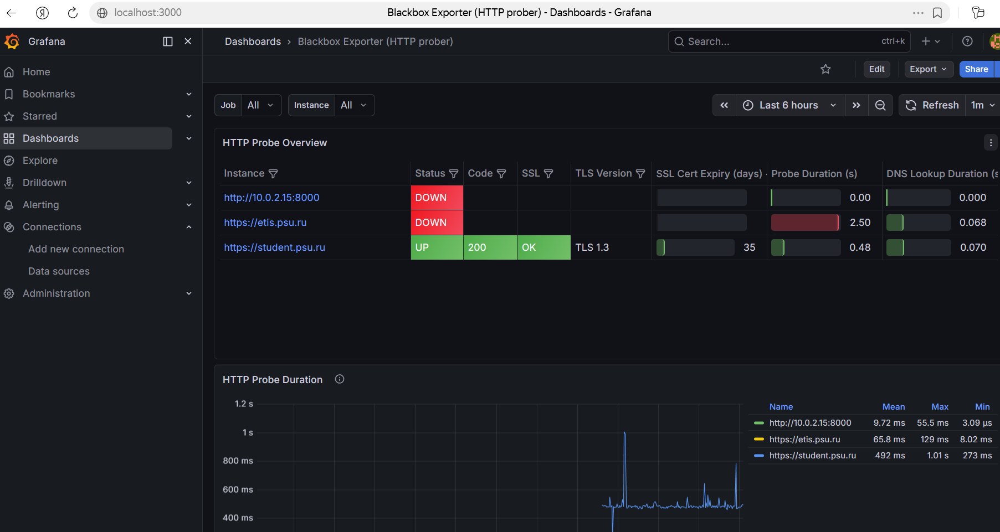 localhost:3000
Blackbox Exporter (HTTP prober) - Dashboards - Grafana
Grafana
Dashboards › Blackbox Exporter (HTTP prober)
Search... ctrl+k
Edit Export Share
Home
Bookmarks
Starred
Dashboards
Explore
Drilldown
Alerting
Connections
Add new connection
Data sources
Administration
Job All Instance All Last 6 hours Refresh 1m
HTTP Probe Overview
Instance Status Code SSL TLS Version SSL Cert Expiry (days) Probe Duration (s) DNS Lookup Duration (s
http://10.0.2.15:8000 DOWN 0.00 0.000
https://etis.psu.ru DOWN 2.50 0.068
https://student.psu.ru UP 200 OK TLS 1.3 35 0.48 0.070
HTTP Probe Duration
1.2 s
1 s
800 ms
600 ms
400 ms
Name Mean Max Min
http://10.0.2.15:8000 9.72 ms 55.5 ms 3.09 µs
https://etis.psu.ru 65.8 ms 129 ms 8.02 ms
https://student.psu.ru 492 ms 1.01 s 273 ms